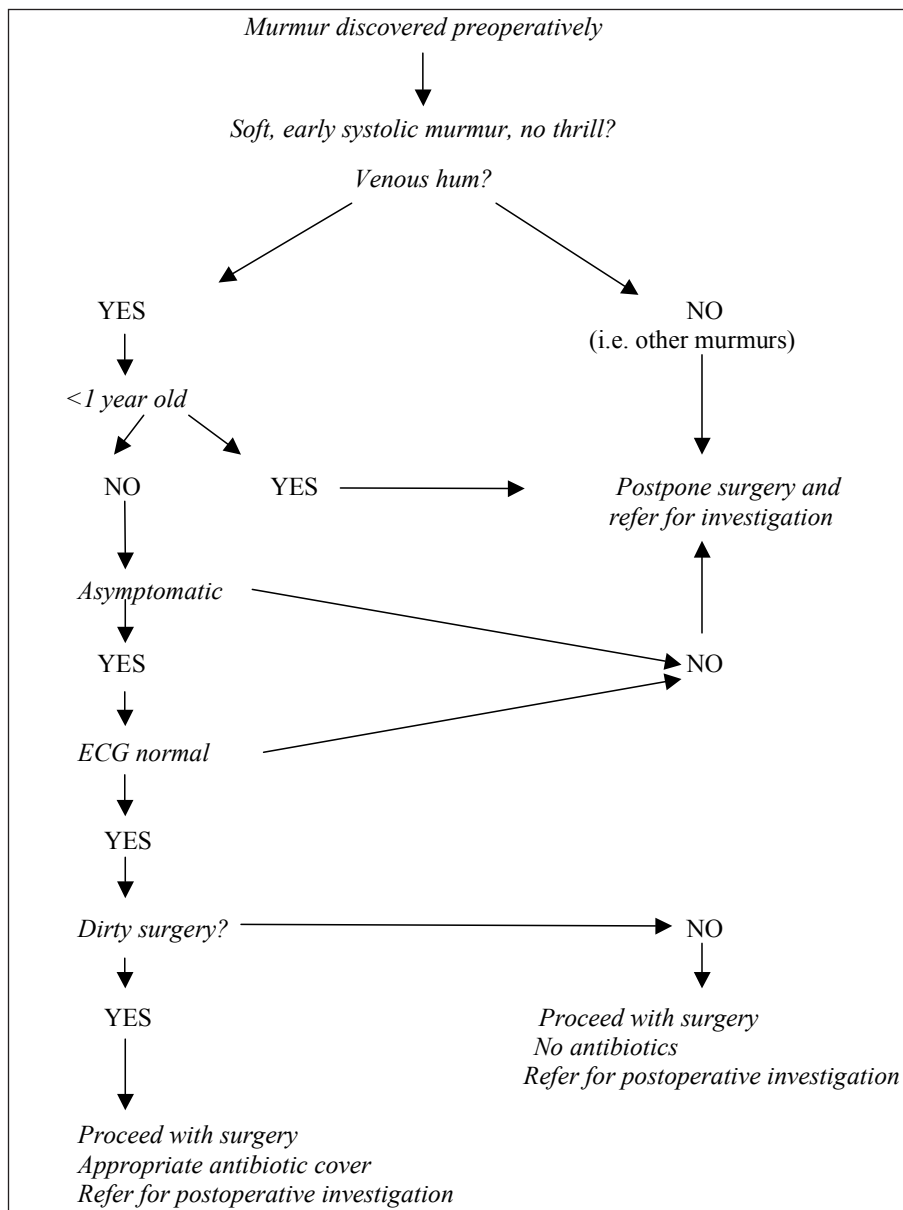 Murmur discovered preoperatively
Soft, early systolic murmur, no thrill?
Venous hum?
YES
NO
(i.e. other murmurs)
<1 year old
NO
YES
Postpone surgery and
refer for investigation
Asymptomatic
YES
NO
ECG normal
YES
Dirty surgery?
NO
YES
Proceed with surgery
No antibiotics
Refer for postoperative investigation
Proceed with surgery
Appropriate antibiotic cover
Refer for postoperative investigation